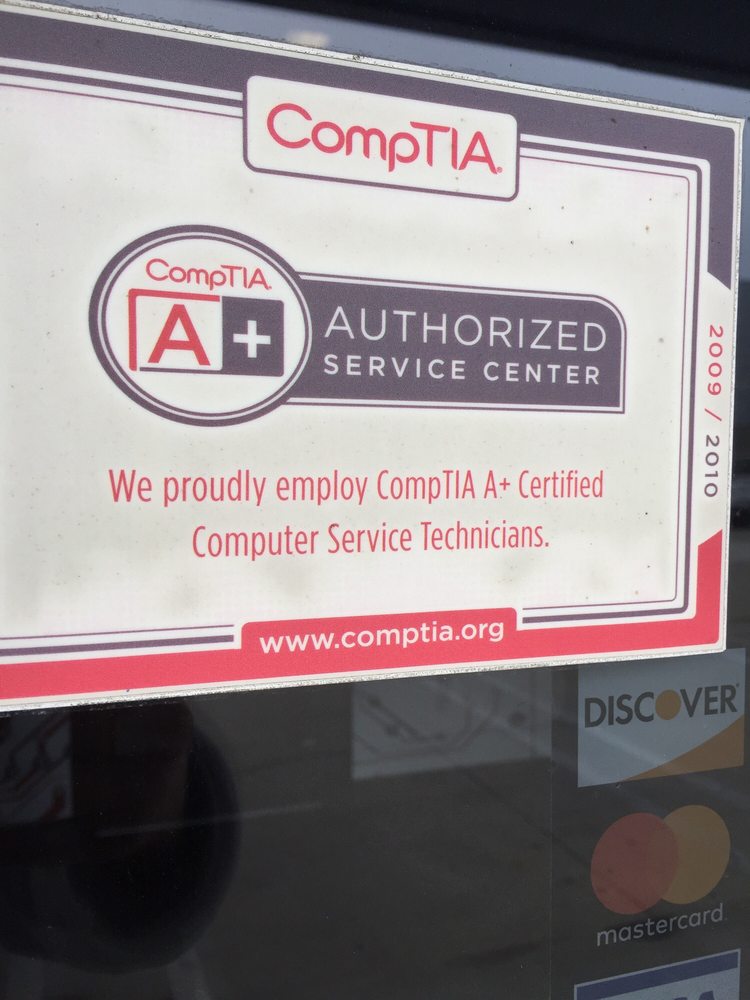 CompTIA.
CompTIA.
A+
AUTHORIZED
SERVICE CENTER
2009 / 2010
We proudly employ CompTIA A+ Certified
Computer Service Technicians.
www.comptia.org
DISCOVER
mastercard